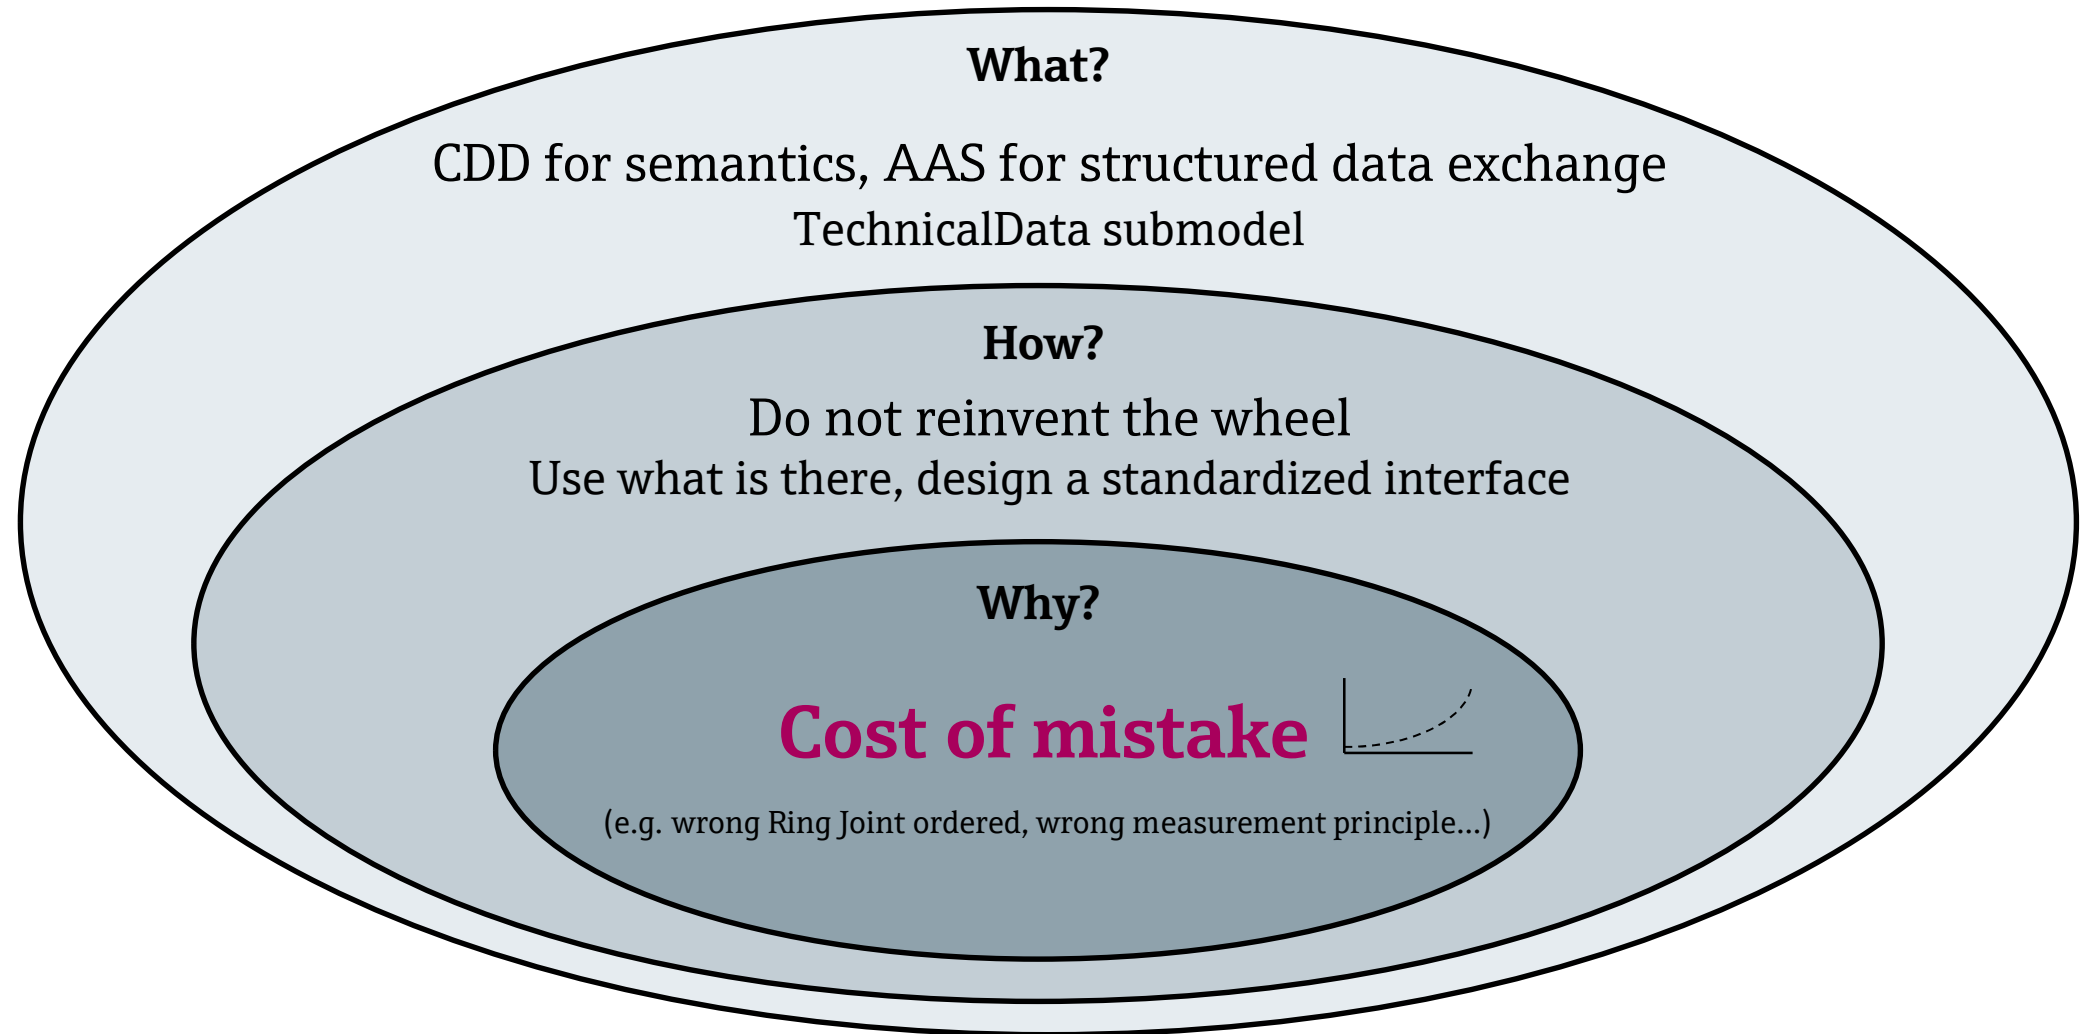 What?
CDD for semantics, AAS for structured data exchange
TechnicalData submodel
How?
Do not reinvent the wheel
Use what is there, design a standardized interface
Why?
Cost of mistake
(e.g. wrong Ring Joint ordered, wrong measurement principle...)